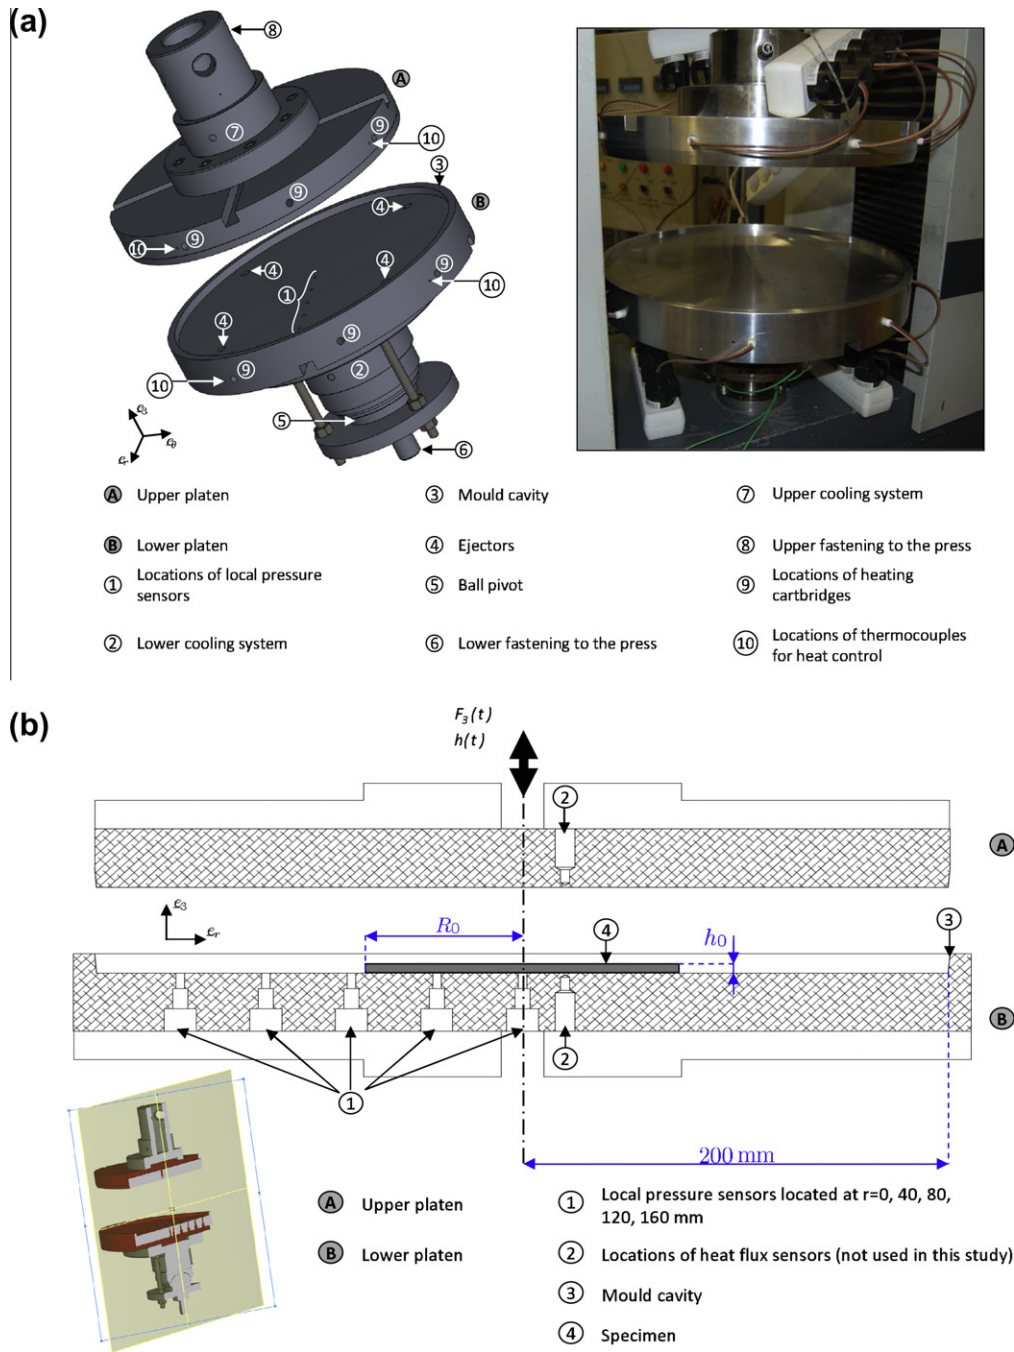 (a)
8
A
7
9
10
3
9
B
4
10
9
4
4
9
1
10
4
9
9
2
10
5
6
e₃
eθ
eᵣ
A Upper platen
3 Mould cavity
7 Upper cooling system
B Lower platen
4 Ejectors
8 Upper fastening to the press
1 Locations of local pressure
sensors
5 Ball pivot
9 Locations of heating
cartbridges
2 Lower cooling system
6 Lower fastening to the press
10 Locations of thermocouples
for heat control
(b)
F₃(t)
h(t)
2
A
e₃
eᵣ
R₀
4
h₀
3
B
2
1
200 mm
A Upper platen
B Lower platen
1 Local pressure sensors located at r=0, 40, 80,
120, 160 mm
2 Locations of heat flux sensors (not used in this study)
3 Mould cavity
4 Specimen